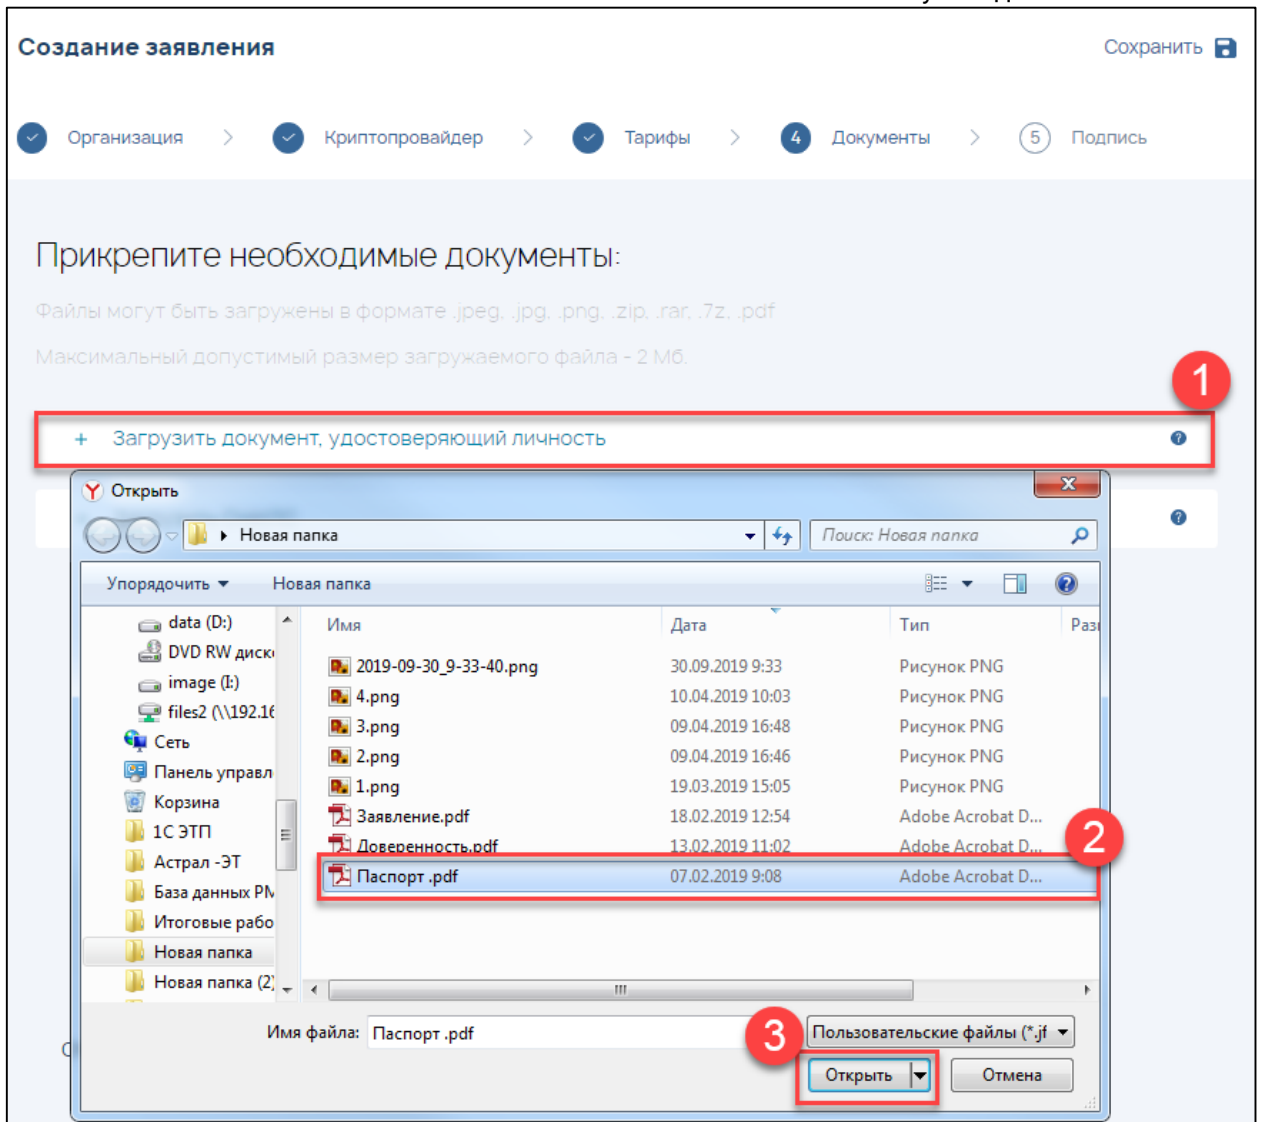 Создание заявления
Сохранить
Организация > Криптопровайдер > Тарифы > 4 Документы > 5 Подпись
Прикрепите необходимые документы:
Файлы могут быть загружены в формате .jpeg, .jpg, .png, .zip, .rar, .7z, .pdf
Максимальный допустимый размер загружаемого файла - 2 Мб.
1
+ Загрузить документ, удостоверяющий личность ?
Открыть
?
Новая папка
Поиск: Новая папка
Упорядочить Новая папка
data (D:)
DVD RW диск
image (I:)
files2 (\\192.16
Сеть
Панель управл
Корзина
1С ЭТП
Астрал -ЭТ
База данных РМ
Итоговые рабо
Новая папка
Новая папка (2)
Имя Дата Тип Разм
2019-09-30_9-33-40.png 30.09.2019 9:33 Рисунок PNG
4.png 10.04.2019 10:03 Рисунок PNG
3.png 09.04.2019 16:48 Рисунок PNG
2.png 09.04.2019 16:46 Рисунок PNG
1.png 19.03.2019 15:05 Рисунок PNG
Заявление.pdf 18.02.2019 12:54 Adobe Acrobat D...
Доверенность.pdf 13.02.2019 11:02 Adobe Acrobat D...
2
Паспорт .pdf 07.02.2019 9:08 Adobe Acrobat D...
Имя файла: Паспорт .pdf
3
Пользовательские файлы (*.jf
Открыть Отмена